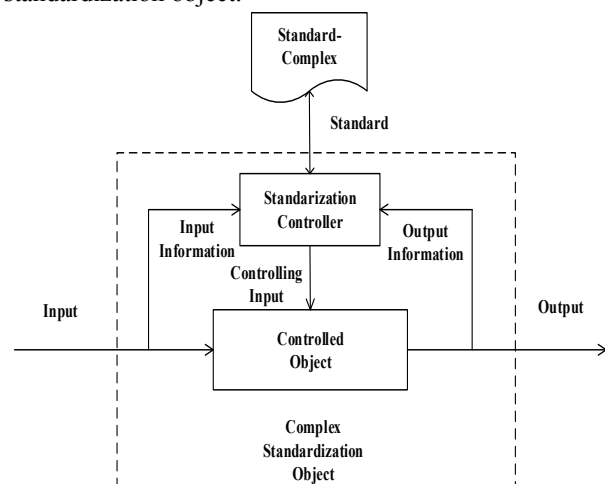 standardization object.
Standard-
Complex
Standard
Standarization
Controller
Input
Information
Output
Information
Controlling
Input
Input
Output
Controlled
Object
Complex
Standardization
Object